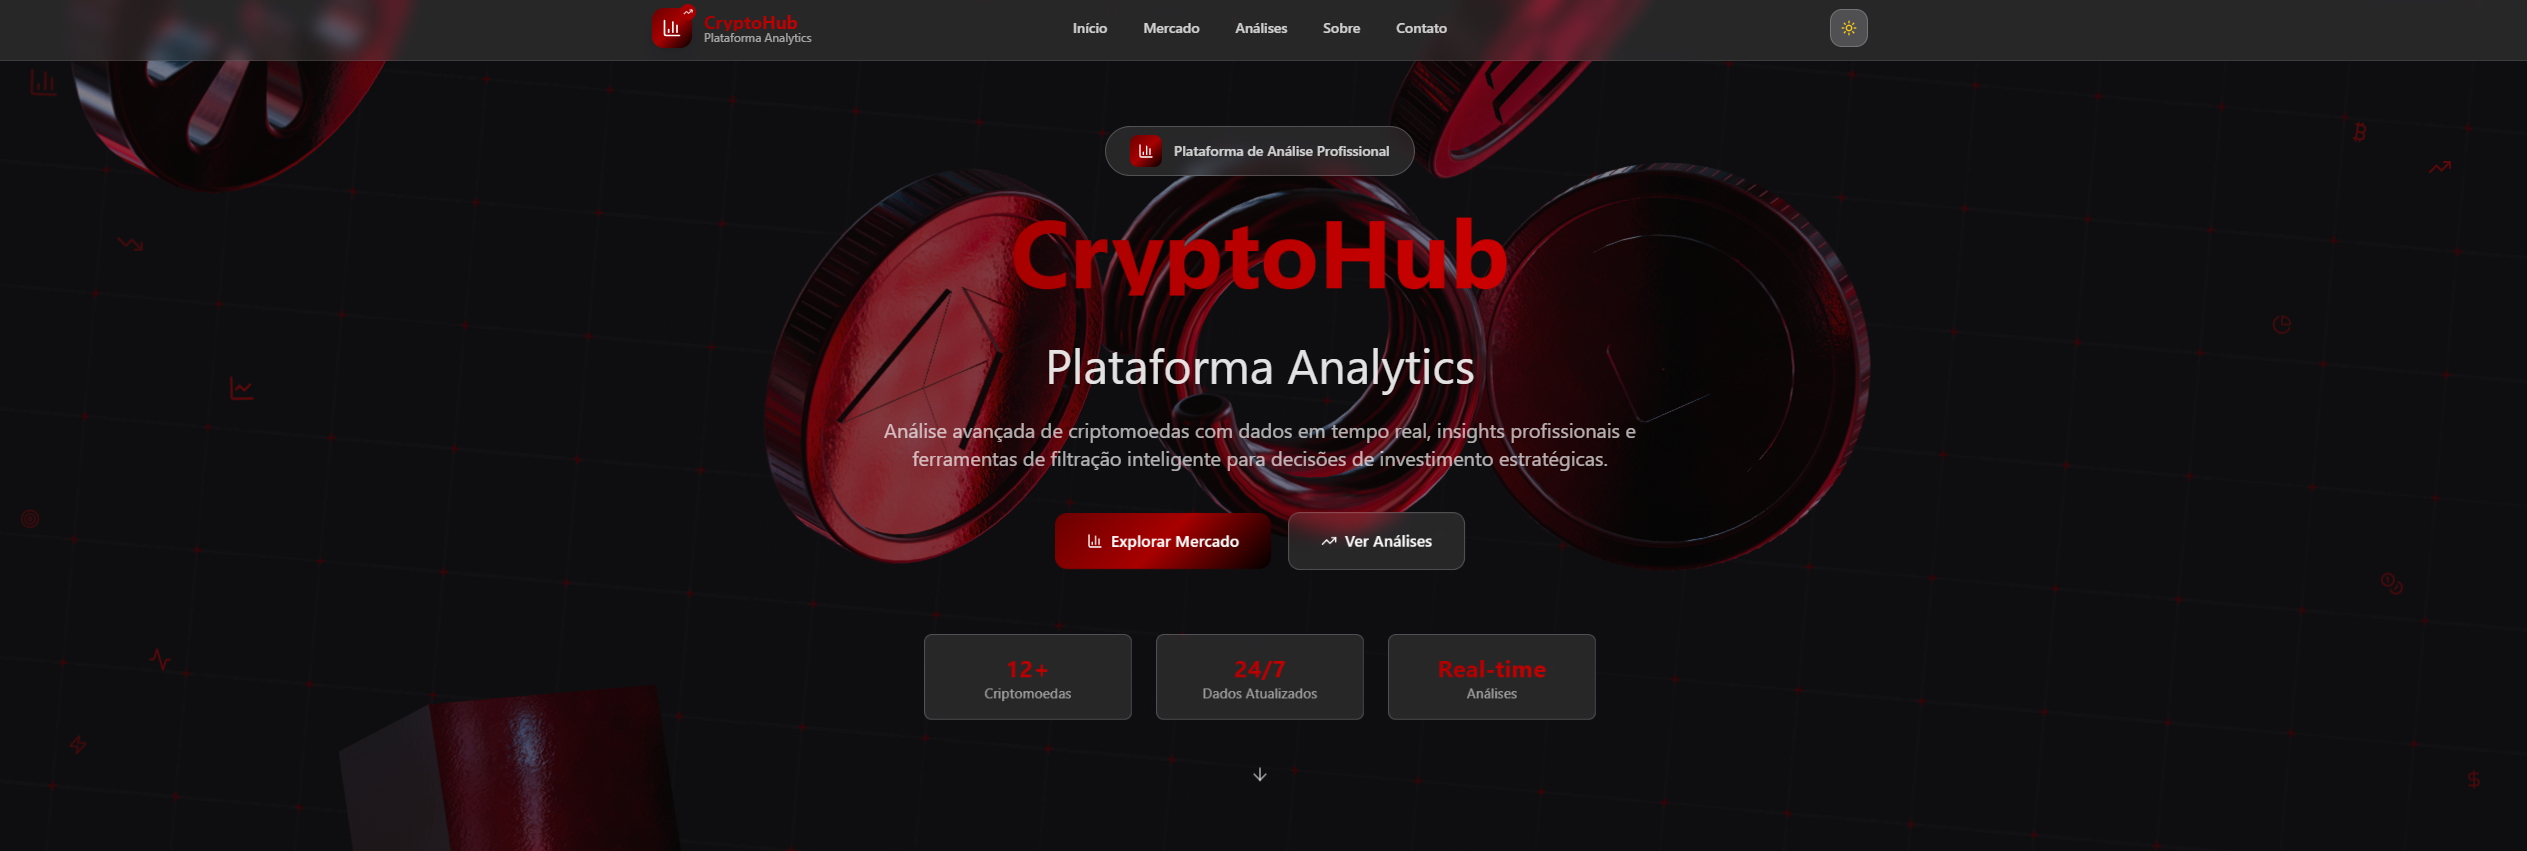 CryptoHub
Plataforma Analytics
Início
Mercado
Análises
Sobre
Contato
Plataforma de Análise Profissional
CryptoHub
Plataforma Analytics
Análise avançada de criptomoedas com dados em tempo real, insights profissionais e
ferramentas de filtração inteligente para decisões de investimento estratégicas.
Explorar Mercado
Ver Análises
12+
Criptomoedas
24/7
Dados Atualizados
Real-time
Análises